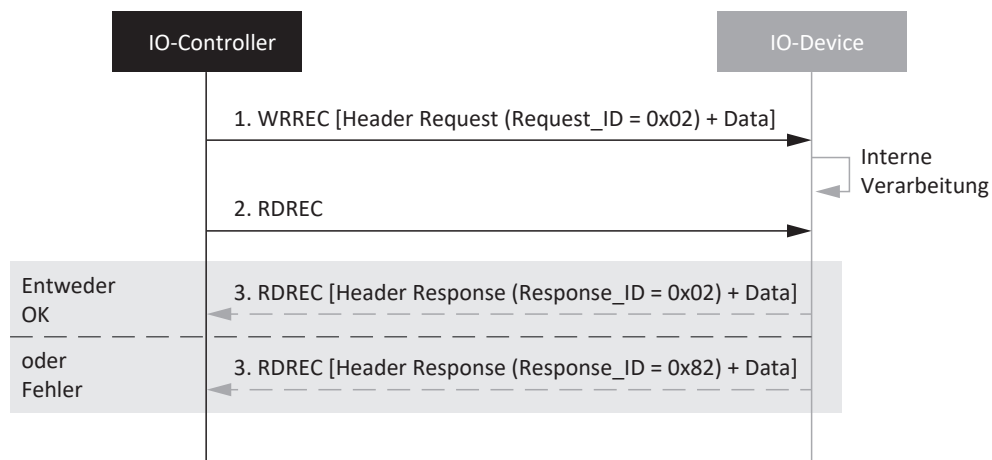 IO-Controller
IO-Device
1. WRREC [Header Request (Request_ID = 0x02) + Data]
Interne
Verarbeitung
2. RDREC
Entweder
OK
3. RDREC [Header Response (Response_ID = 0x02) + Data]
oder
Fehler
3. RDREC [Header Response (Response_ID = 0x82) + Data]